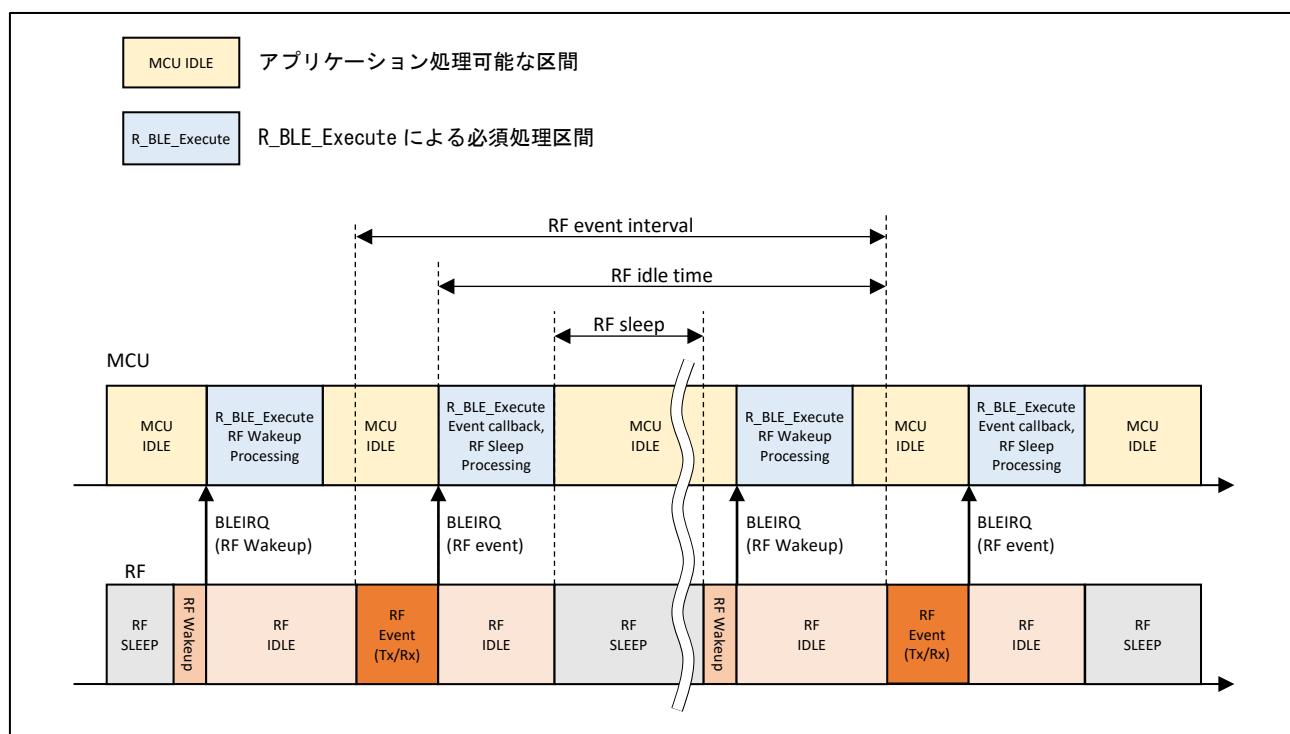 MCU IDLE
アプリケーション処理可能な区間
R_BLE_Execute
R_BLE_Execute による必須処理区間
RF event interval
RF idle time
RF sleep
MCU
MCU
IDLE
R_BLE_Execute
RF Wakeup
Processing
MCU
IDLE
R_BLE_Execute
Event callback,
RF Sleep
Processing
MCU
IDLE
R_BLE_Execute
RF Wakeup
Processing
MCU
IDLE
R_BLE_Execute
Event callback,
RF Sleep
Processing
MCU
IDLE
BLEIRQ
(RF Wakeup)
BLEIRQ
(RF event)
BLEIRQ
(RF Wakeup)
BLEIRQ
(RF event)
RF
RF
SLEEP
RF Wakeup
RF
IDLE
RF
Event
(Tx/Rx)
RF
IDLE
RF
SLEEP
RF Wakeup
RF
IDLE
RF
Event
(Tx/Rx)
RF
IDLE
RF
SLEEP